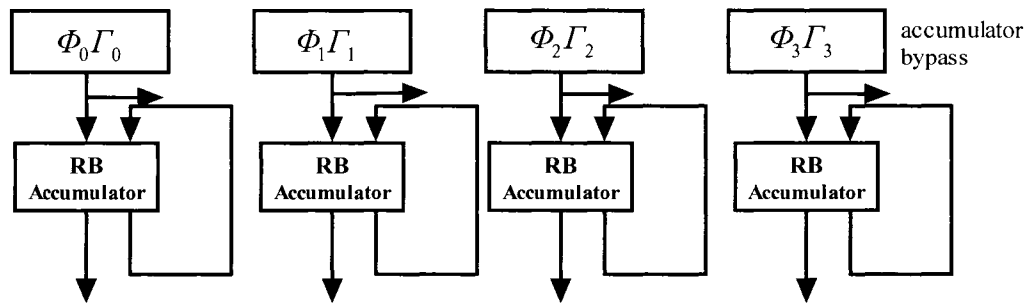 Φ₀Γ₀ Φ₁Γ₁ Φ₂Γ₂ Φ₃Γ₃ accumulator
bypass
RB RB RB RB
Accumulator Accumulator Accumulator Accumulator